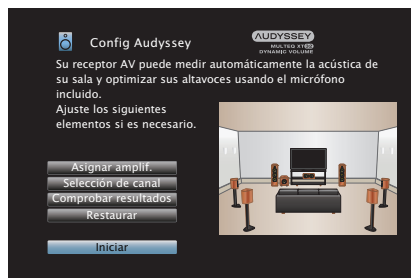 Config Audyssey
AUDYSSEY
MULTEQ XT32
DYNAMIC VOLUME
Su receptor AV puede medir automáticamente la acústica de
su sala y optimizar sus altavoces usando el micrófono
incluido.
Ajuste los siguientes
elementos si es necesario.
Asignar amplif.
Selección de canal
Comprobar resultados
Restaurar
Iniciar